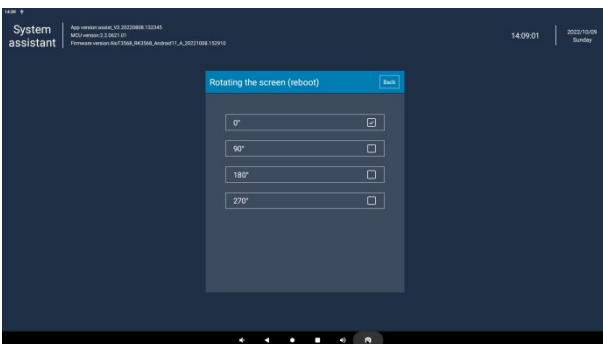 14:09
System
assistant
App version:assist_V2.20220808.132345
MCU version:2.2.0621.01
Firmware version:AIoT3568_RK3568_Android11_A_20221008.152910
14:09:01
2022/10/09
Sunday
Rotating the screen (reboot)
Back
0°
90°
180°
270°